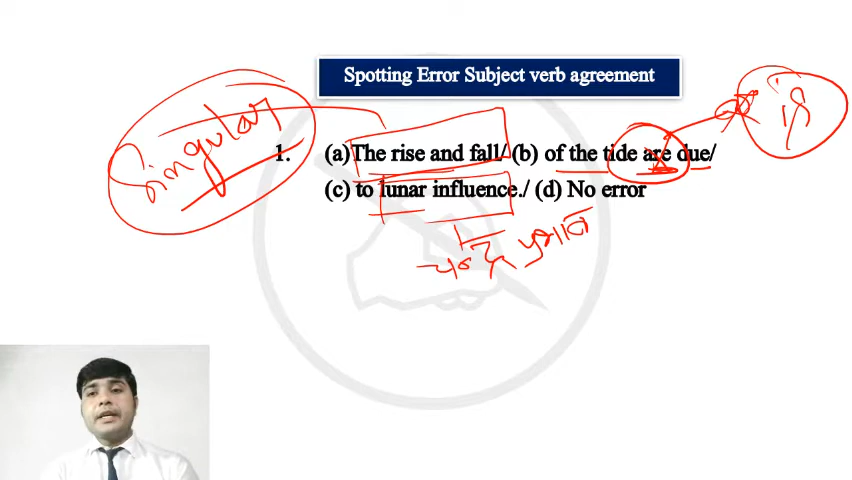 Spotting Error Subject verb agreement
Singular
1. (a)The rise and fall/ (b) of the tide are due/
is
(c) to lunar influence./ (d) No error
चन्द्र प्रभाव